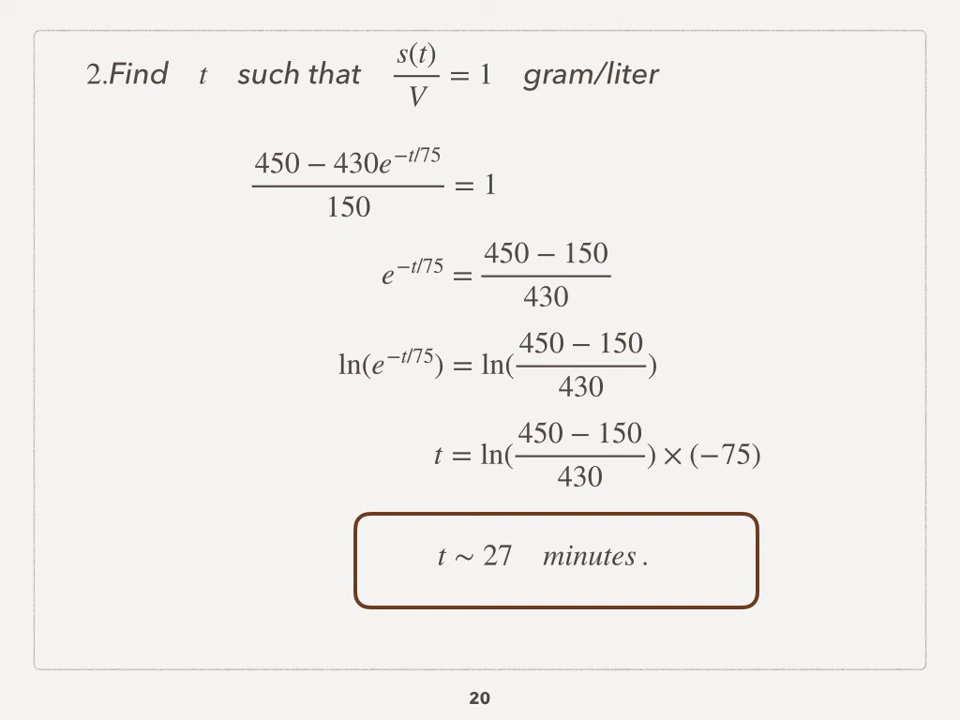 2.Find t such that s(t)/V = 1 gram/liter
(450 − 430e^{−t/75})/150 = 1
e^{−t/75} = (450 − 150)/430
ln(e^{−t/75}) = ln((450 − 150)/430)
t = ln((450 − 150)/430) × (−75)
t ~ 27 minutes .
20